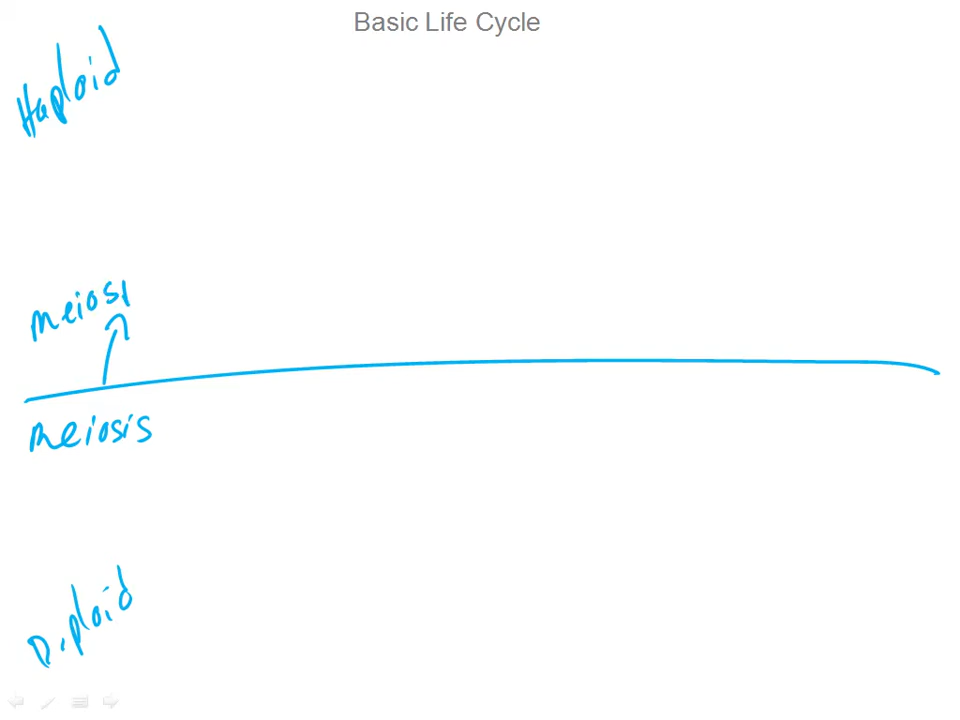 Basic Life Cycle
Haploid
meiosi
meiosis
Diploid